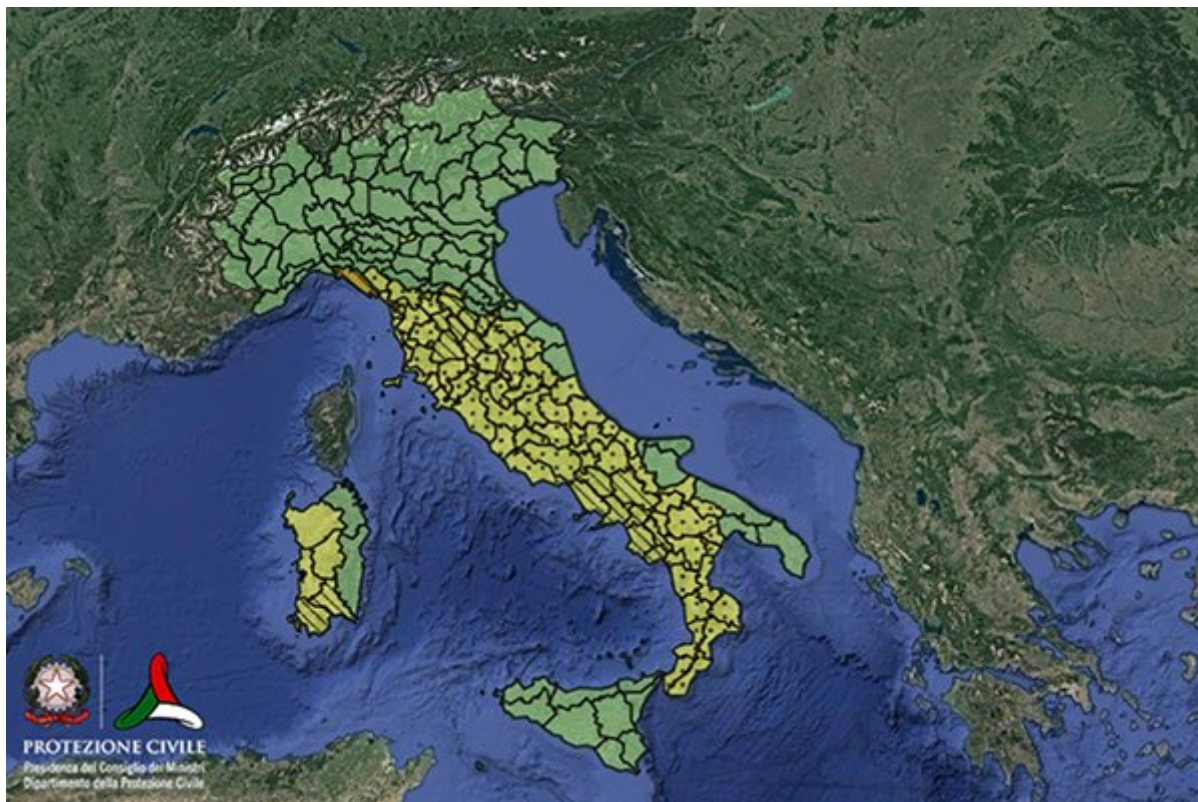 PROTEZIONE CIVILE
Presidenza del Consiglio dei Ministri
Dipartimento della Protezione Civile